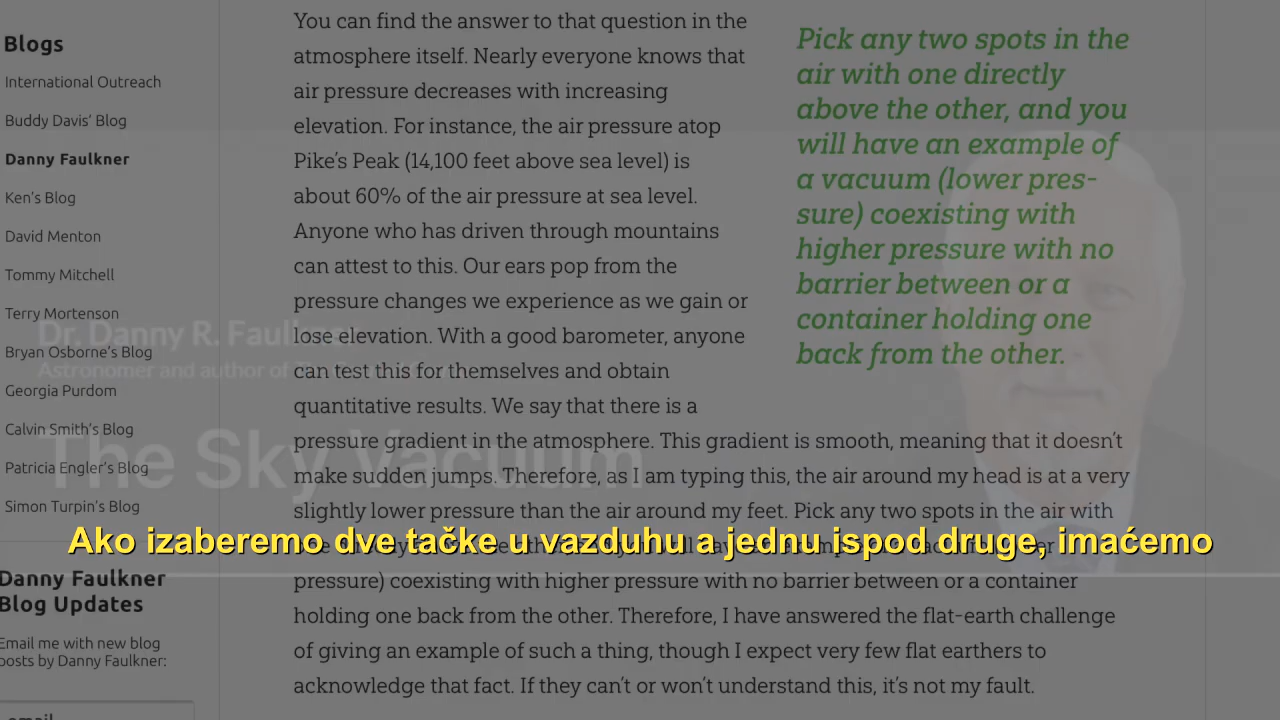 Blogs
International Outreach
Buddy Davis' Blog
Danny Faulkner
Ken's Blog
David Menton
Tommy Mitchell
Terry Mortenson
Bryan Osborne's Blog
Georgia Purdom
Calvin Smith's Blog
Patricia Engler's Blog
Simon Turpin's Blog
Danny Faulkner
Blog Updates
Email me with new blog
posts by Danny Faulkner:
email
You can find the answer to that question in the
atmosphere itself. Nearly everyone knows that
air pressure decreases with increasing
elevation. For instance, the air pressure atop
Pike's Peak (14,100 feet above sea level) is
about 60% of the air pressure at sea level.
Anyone who has driven through mountains
can attest to this. Our ears pop from the
pressure changes we experience as we gain or
lose elevation. With a good barometer, anyone
can test this for themselves and obtain
quantitative results. We say that there is a
pressure gradient in the atmosphere. This gradient is smooth, meaning that it doesn't
make sudden jumps. Therefore, as I am typing this, the air around my head is at a very
slightly lower pressure than the air around my feet. Pick any two spots in the air with
pressure) coexisting with higher pressure with no barrier between or a container
holding one back from the other. Therefore, I have answered the flat-earth challenge
of giving an example of such a thing, though I expect very few flat earthers to
acknowledge that fact. If they can't or won't understand this, it's not my fault.
Pick any two spots in the
air with one directly
above the other, and you
will have an example of
a vacuum (lower pres-
sure) coexisting with
higher pressure with no
barrier between or a
container holding one
back from the other.
Dr. Danny R. Faulkner
Astronomer and author of
The Sky Vacuum
Ako izaberemo dve tačke u vazduhu a jednu ispod druge, imaćemo